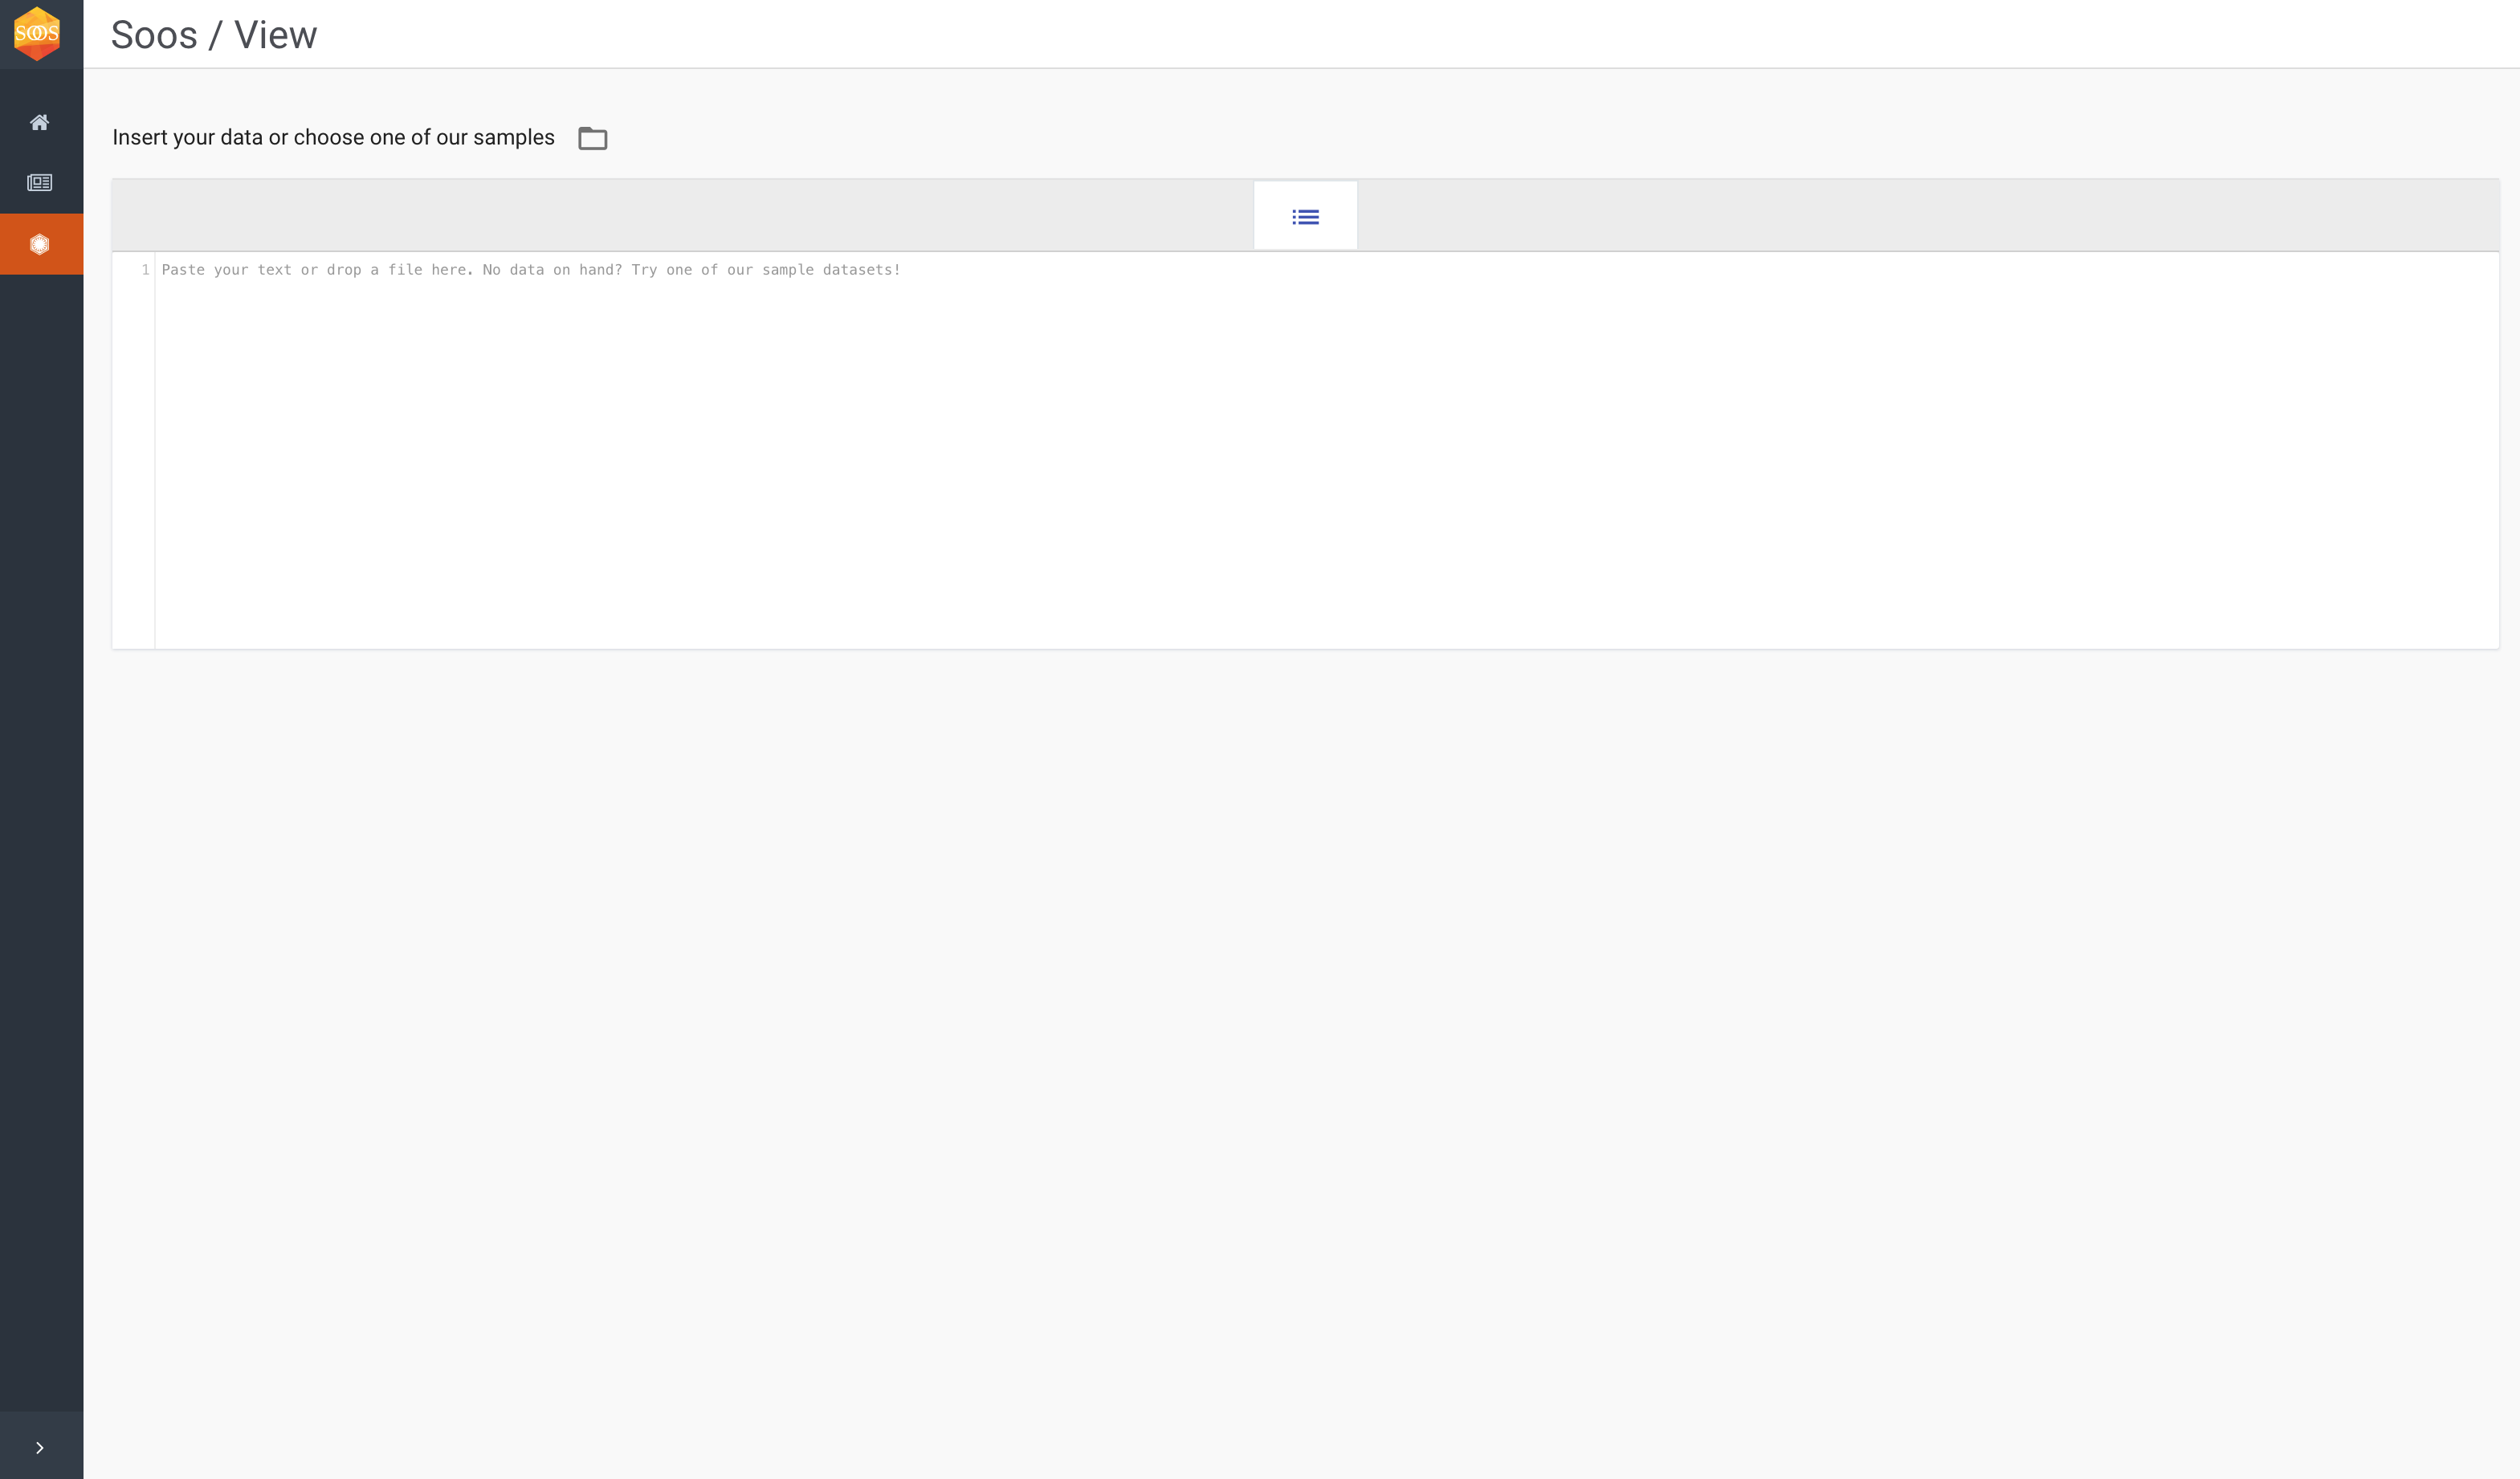 SOOS
Soos / View
Insert your data or choose one of our samples
1 Paste your text or drop a file here. No data on hand? Try one of our sample datasets!